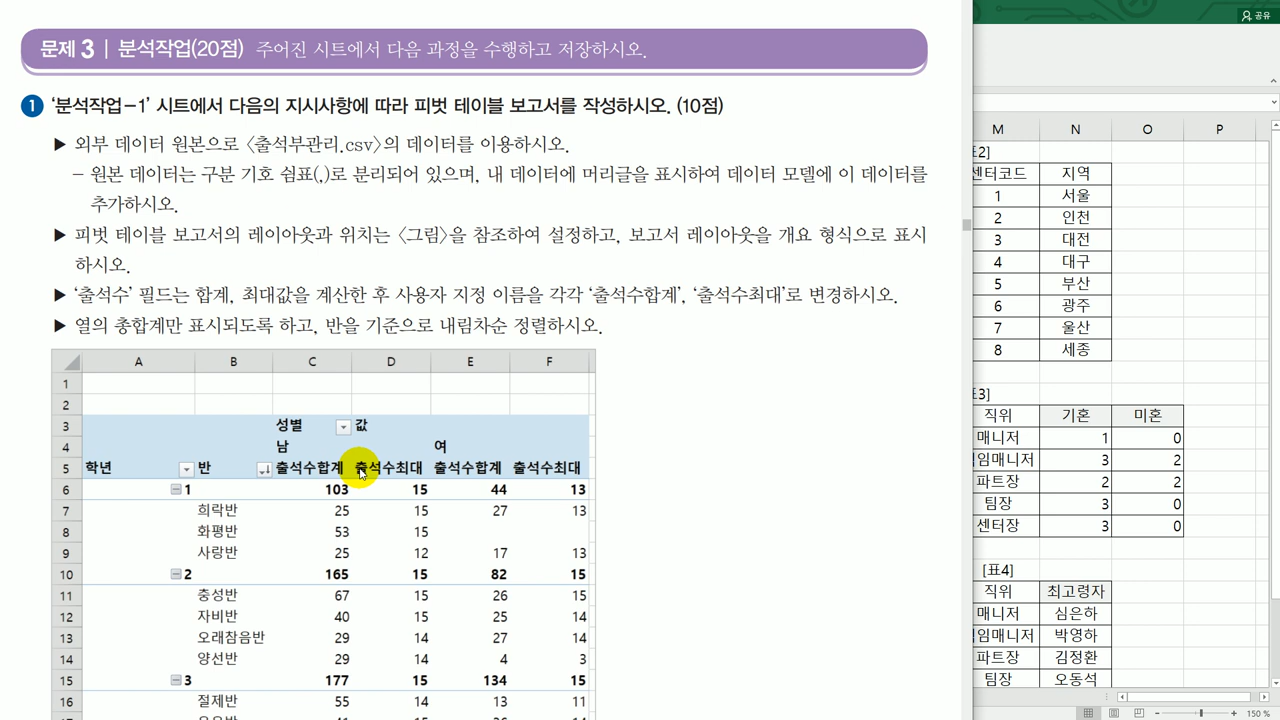 문제 3 | 분석작업(20점) 주어진 시트에서 다음 과정을 수행하고 저장하시오.
1 '분석작업-1' 시트에서 다음의 지시사항에 따라 피벗 테이블 보고서를 작성하시오. (10점)
▶ 외부 데이터 원본으로 〈출석부관리.csv〉의 데이터를 이용하시오.
– 원본 데이터는 구분 기호 쉼표(,)로 분리되어 있으며, 내 데이터에 머리글을 표시하여 데이터 모델에 이 데이터를
추가하시오.
▶ 피벗 테이블 보고서의 레이아웃과 위치는 〈그림〉을 참조하여 설정하고, 보고서 레이아웃을 개요 형식으로 표시
하시오.
▶ '출석수' 필드는 합계, 최대값을 계산한 후 사용자 지정 이름을 각각 '출석수합계', '출석수최대'로 변경하시오.
▶ 열의 총합계만 표시되도록 하고, 반을 기준으로 내림차순 정렬하시오.
A B C D E F
1
2
3 성별 값
4 남 여
5 학년 반 출석수합계 출석수최대 출석수합계 출석수최대
6 1 103 15 44 13
7 희락반 25 15 27 13
8 화평반 53 15
9 사랑반 25 12 17 13
10 2 165 15 82 15
11 충성반 67 15 26 15
12 자비반 40 15 25 14
13 오래참음반 29 14 27 14
14 양선반 29 14 4 3
15 3 177 15 134 15
16 절제반 55 14 13 11
공유
M N O P
표2]
센터코드 지역
1 서울
2 인천
3 대전
4 대구
5 부산
6 광주
7 울산
8 세종
표3]
직위 기혼 미혼
매니저 1 0
임매니저 3 2
파트장 2 2
팀장 3 0
센터장 3 0
[표4]
직위 최고령자
매니저 심은하
임매니저 박영하
파트장 김정환
팀장 오동석
150 %